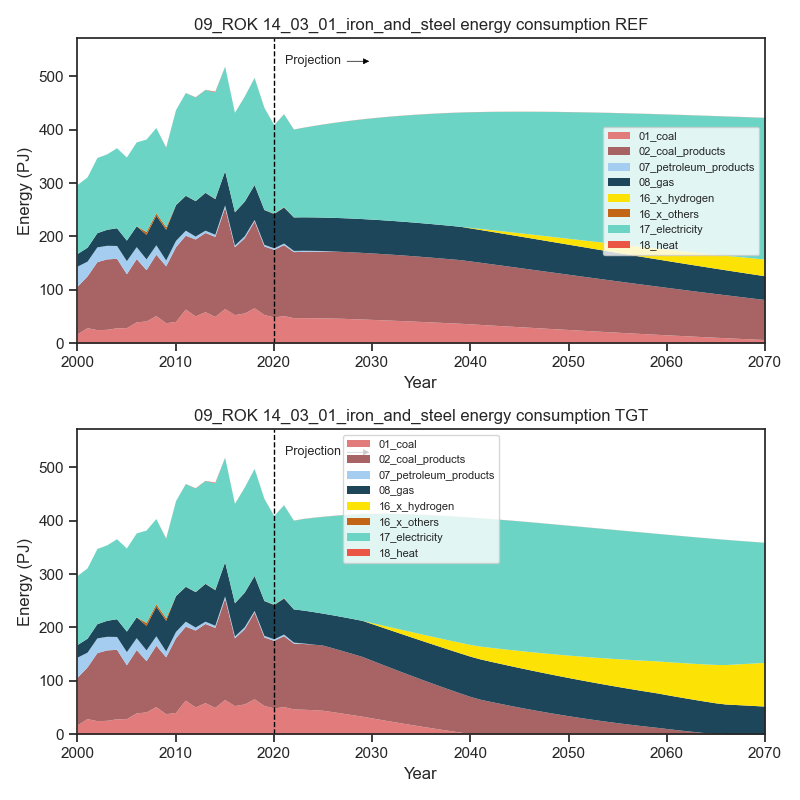 09_ROK 14_03_01_iron_and_steel energy consumption REF
Energy (PJ)
500
400
300
200
100
0
Projection
01_coal
02_coal_products
07_petroleum_products
08_gas
16_x_hydrogen
16_x_others
17_electricity
18_heat
2000 2010 2020 2030 2040 2050 2060 2070
Year
09_ROK 14_03_01_iron_and_steel energy consumption TGT
Energy (PJ)
500
400
300
200
100
0
Projection
01_coal
02_coal_products
07_petroleum_products
08_gas
16_x_hydrogen
16_x_others
17_electricity
18_heat
2000 2010 2020 2030 2040 2050 2060 2070
Year